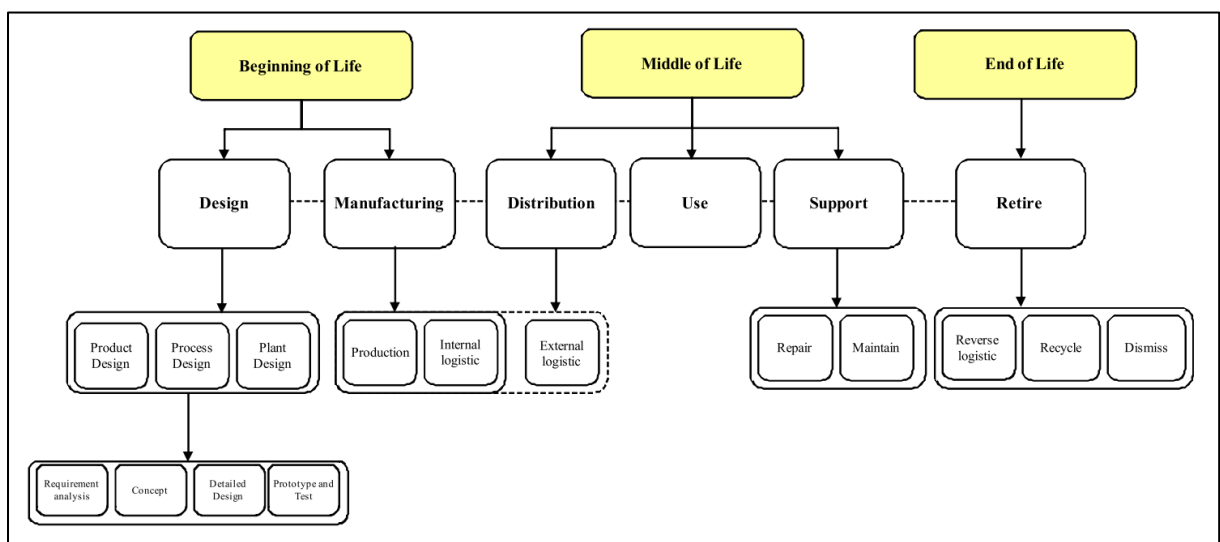 Beginning of Life
Middle of Life
End of Life
Design
Manufacturing
Distribution
Use
Support
Retire
Product
Design
Process
Design
Plant
Design
Production
Internal
logistic
External
logistic
Repair
Maintain
Reverse
logistic
Recycle
Dismiss
Requirement
analysis
Concept
Detailed
Design
Prototype and
Test